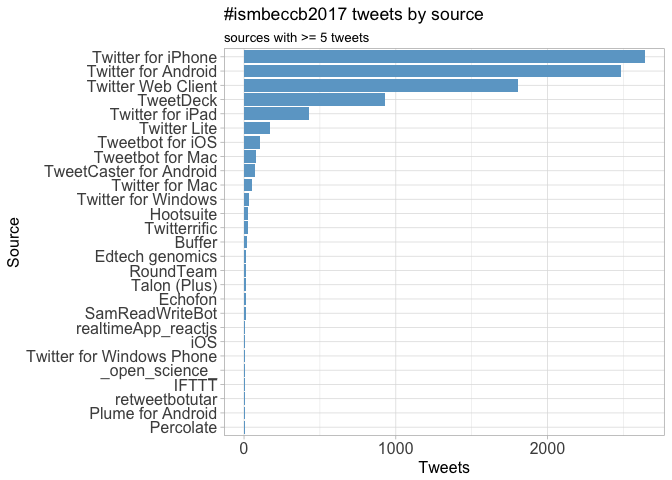 #ismbeccb2017 tweets by source
sources with >= 5 tweets
Source
Twitter for iPhone
Twitter for Android
Twitter Web Client
TweetDeck
Twitter for iPad
Twitter Lite
Tweetbot for iOS
Tweetbot for Mac
TweetCaster for Android
Twitter for Mac
Twitter for Windows
Hootsuite
Twitterrific
Buffer
Edtech genomics
RoundTeam
Talon (Plus)
Echofon
SamReadWriteBot
realtimeApp_reactjs
iOS
Twitter for Windows Phone
_open_science_
IFTTT
retweetbotutar
Plume for Android
Percolate
0 1000 2000
Tweets